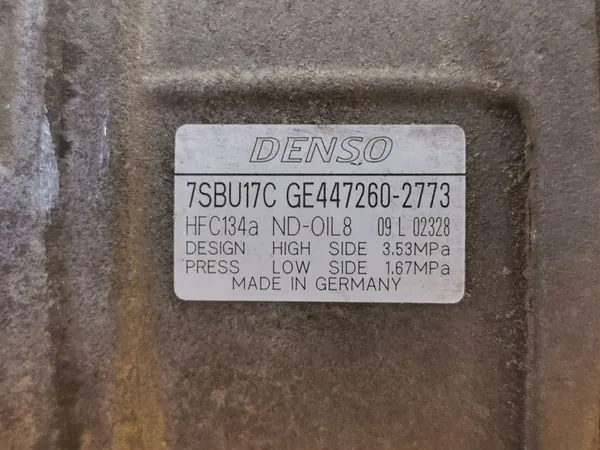 DENSO
7SBU17C GE447260-2773
HFC134a ND-OIL8 09 L 02328
DESIGN HIGH SIDE 3.53MPa
PRESS LOW SIDE 1.67MPa
MADE IN GERMANY